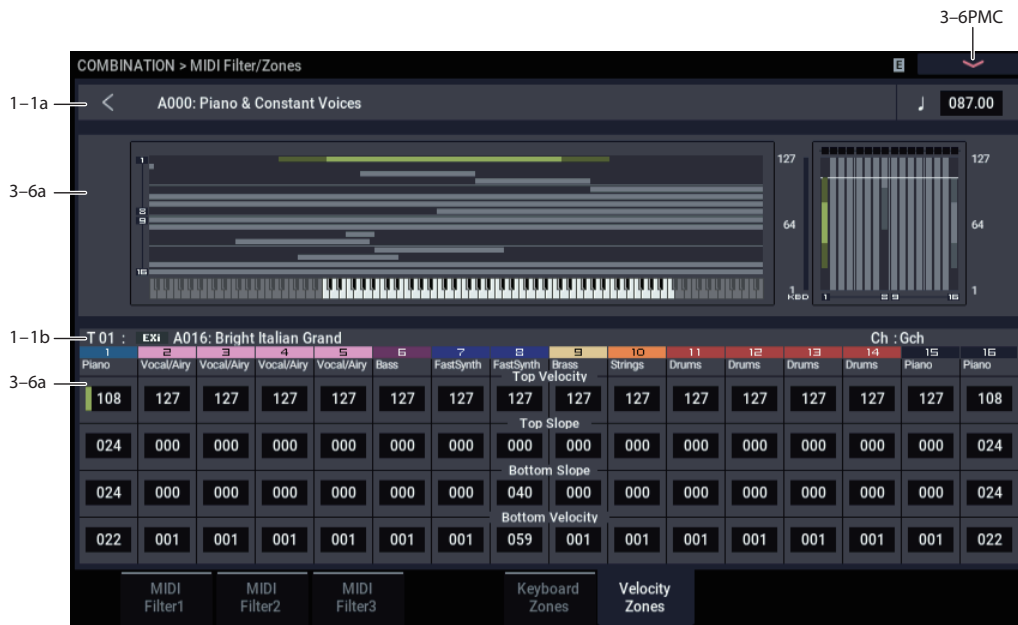 3–6PMC
COMBINATION > MIDI Filter/Zones
E
1–1a
A000: Piano & Constant Voices
♩ 087.00
3–6a
1
8
9
16
127
64
1
KBD
1 8 9 16
127
64
1
1–1b
T 01 : EXi A016: Bright Italian Grand Ch : Gch
1 2 3 4 5 6 7 8 9 10 11 12 13 14 15 16
Piano Vocal/Airy Vocal/Airy Vocal/Airy Vocal/Airy Bass FastSynth FastSynth Brass Strings Drums Drums Drums Drums Piano Piano
3–6a
Top Velocity
108 127 127 127 127 127 127 127 127 127 127 127 127 127 127 108
Top Slope
024 000 000 000 000 000 000 000 000 000 000 000 000 000 000 024
Bottom Slope
024 000 000 000 000 000 000 040 000 000 000 000 000 000 000 024
Bottom Velocity
022 001 001 001 001 001 001 059 001 001 001 001 001 001 001 022
MIDI Filter1
MIDI Filter2
MIDI Filter3
Keyboard Zones
Velocity Zones